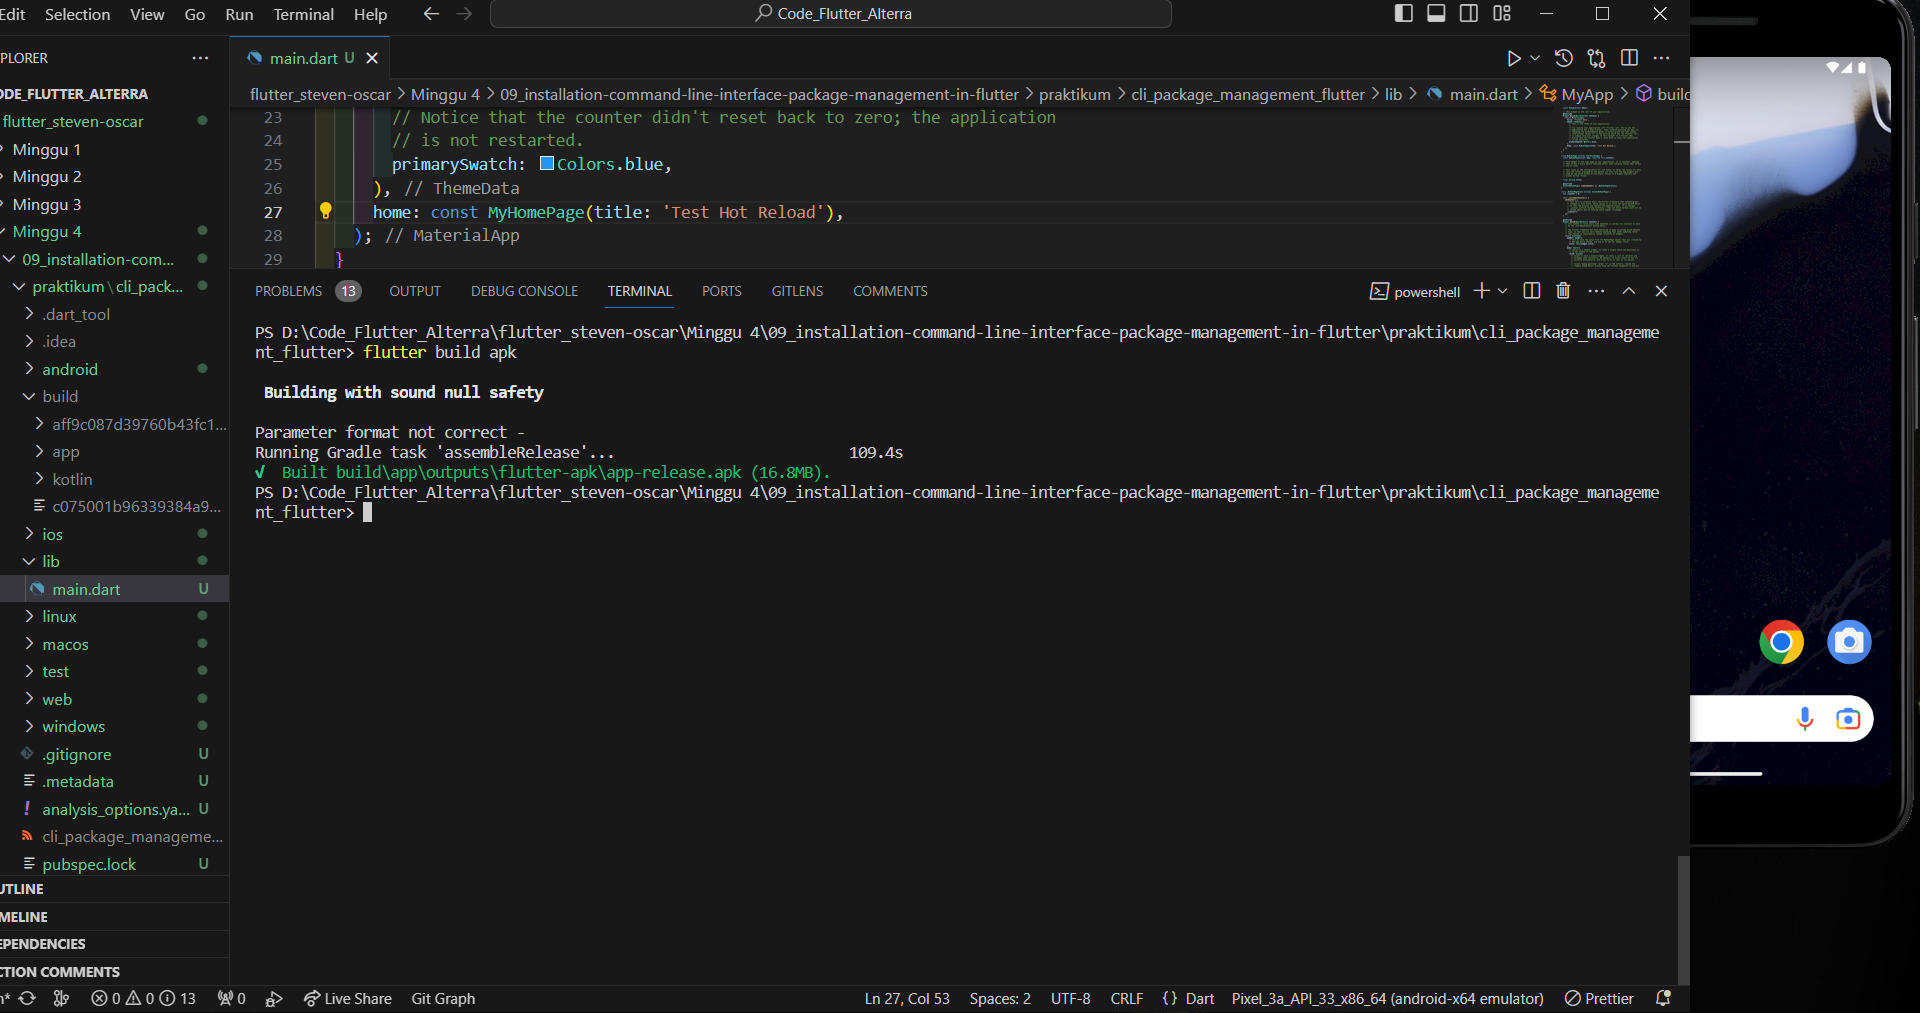 Edit Selection View Go Run Terminal Help
Code_Flutter_Alterra
PLORER
ODE_FLUTTER_ALTERRA
flutter_steven-oscar
Minggu 1
Minggu 2
Minggu 3
Minggu 4
09_installation-com...
praktikum\cli_pack...
.dart_tool
.idea
android
build
aff9c087d39760b43fc1...
app
kotlin
c075001b96339384a9...
ios
lib
main.dart U
linux
macos
test
web
windows
.gitignore U
.metadata U
analysis_options.ya... U
cli_package_manageme...
pubspec.lock U
UTLINE
MELINE
EPENDENCIES
CTION COMMENTS
main.dart U
flutter_steven-oscar > Minggu 4 > 09_installation-command-line-interface-package-management-in-flutter > praktikum > cli_package_management_flutter > lib > main.dart > MyApp > build
23 // Notice that the counter didn't reset back to zero; the application
24 // is not restarted.
25 primarySwatch: Colors.blue,
26 ), // ThemeData
27 home: const MyHomePage(title: 'Test Hot Reload'),
28 ); // MaterialApp
29 }
PROBLEMS 13 OUTPUT DEBUG CONSOLE TERMINAL PORTS GITLENS COMMENTS
powershell
PS D:\Code_Flutter_Alterra\flutter_steven-oscar\Minggu 4\09_installation-command-line-interface-package-management-in-flutter\praktikum\cli_package_manageme
nt_flutter> flutter build apk
Building with sound null safety
Parameter format not correct -
Running Gradle task 'assembleRelease'... 109.4s
√ Built build\app\outputs\flutter-apk\app-release.apk (16.8MB).
PS D:\Code_Flutter_Alterra\flutter_steven-oscar\Minggu 4\09_installation-command-line-interface-package-management-in-flutter\praktikum\cli_package_manageme
nt_flutter>
n* 0 0 13 0 Live Share Git Graph Ln 27, Col 53 Spaces: 2 UTF-8 CRLF {} Dart Pixel_3a_API_33_x86_64 (android-x64 emulator) Prettier